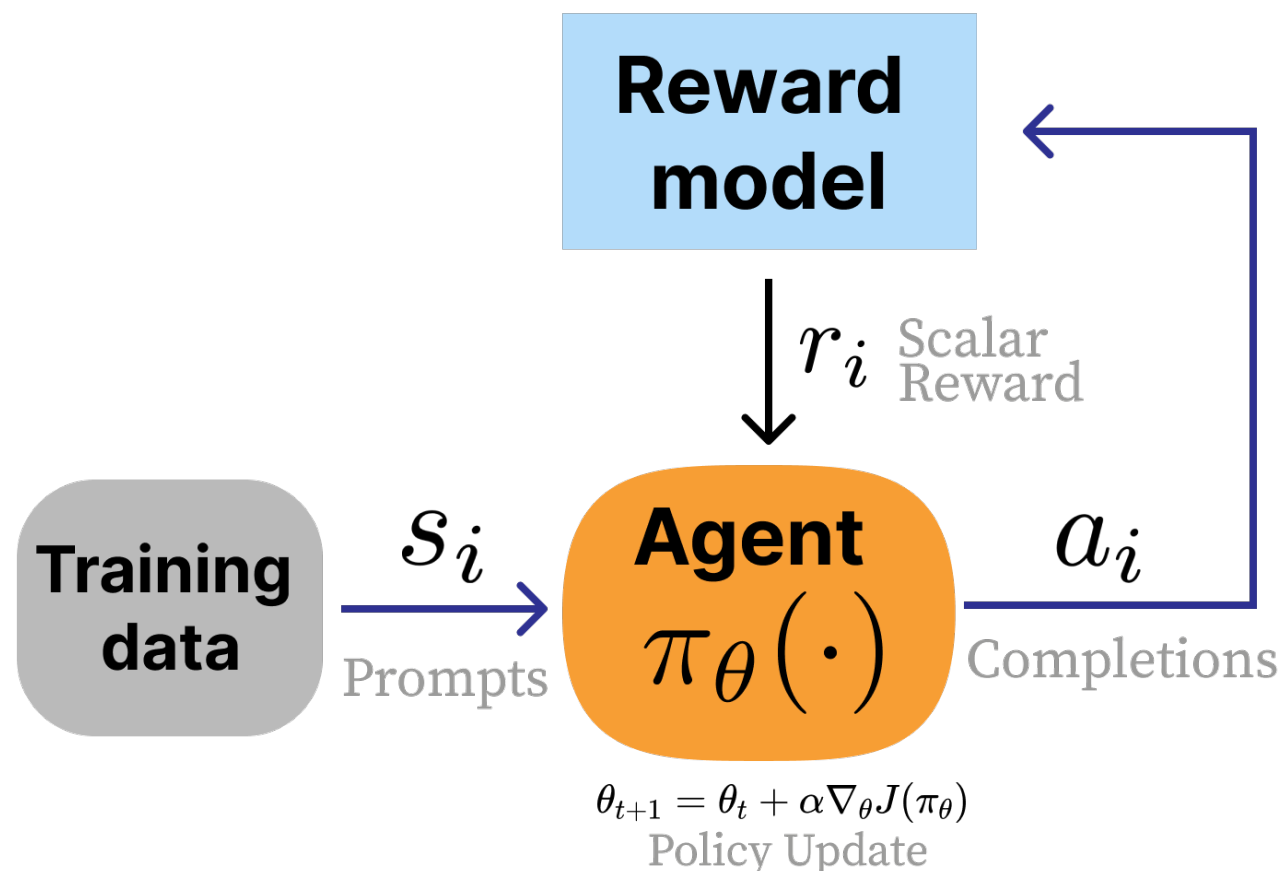 Reward
model
r_i
Scalar
Reward
Training
data
s_i
Prompts
Agent
π_θ(·)
a_i
Completions
θ_{t+1} = θ_t + α∇_θ J(π_θ)
Policy Update